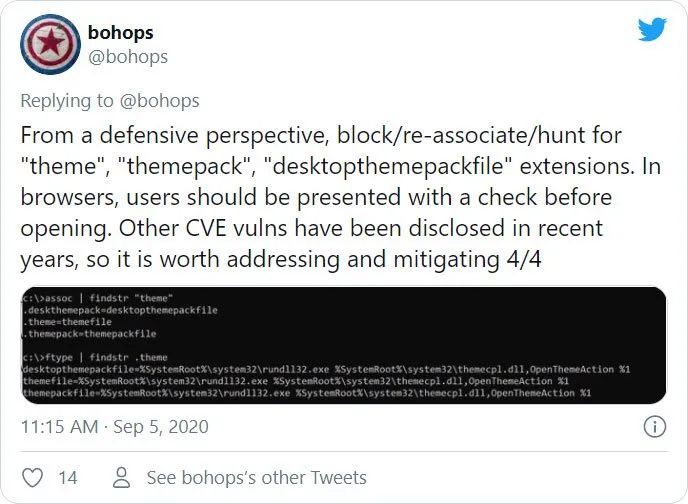 bohops
@bohops
Replying to @bohops
From a defensive perspective, block/re-associate/hunt for
"theme", "themepack", "desktopthemepackfile" extensions. In
browsers, users should be presented with a check before
opening. Other CVE vulns have been disclosed in recent
years, so it is worth addressing and mitigating 4/4
c:\>assoc | findstr "theme"
.deskthemepack=desktopthemepackfile
.theme=themefile
.themepack=themepackfile
c:\>ftype | findstr .theme
desktopthemepackfile=%SystemRoot%\system32\rundll32.exe %SystemRoot%\system32\themecpl.dll,OpenThemeAction %1
themefile=%SystemRoot%\system32\rundll32.exe %SystemRoot%\system32\themecpl.dll,OpenThemeAction %1
themepackfile=%SystemRoot%\system32\rundll32.exe %SystemRoot%\system32\themecpl.dll,OpenThemeAction %1
11:15 AM · Sep 5, 2020
14 See bohops's other Tweets